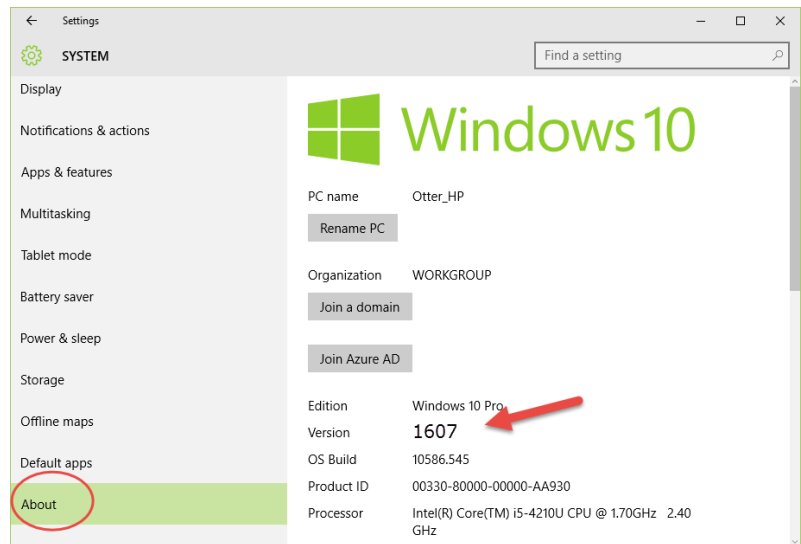 Settings
SYSTEM
Find a setting
Display
Notifications & actions
Apps & features
Multitasking
Tablet mode
Battery saver
Power & sleep
Storage
Offline maps
Default apps
About
Windows 10
PC name Otter_HP
Rename PC
Organization WORKGROUP
Join a domain
Join Azure AD
Edition Windows 10 Pro
Version 1607
OS Build 10586.545
Product ID 00330-80000-00000-AA930
Processor Intel(R) Core(TM) i5-4210U CPU @ 1.70GHz 2.40
GHz